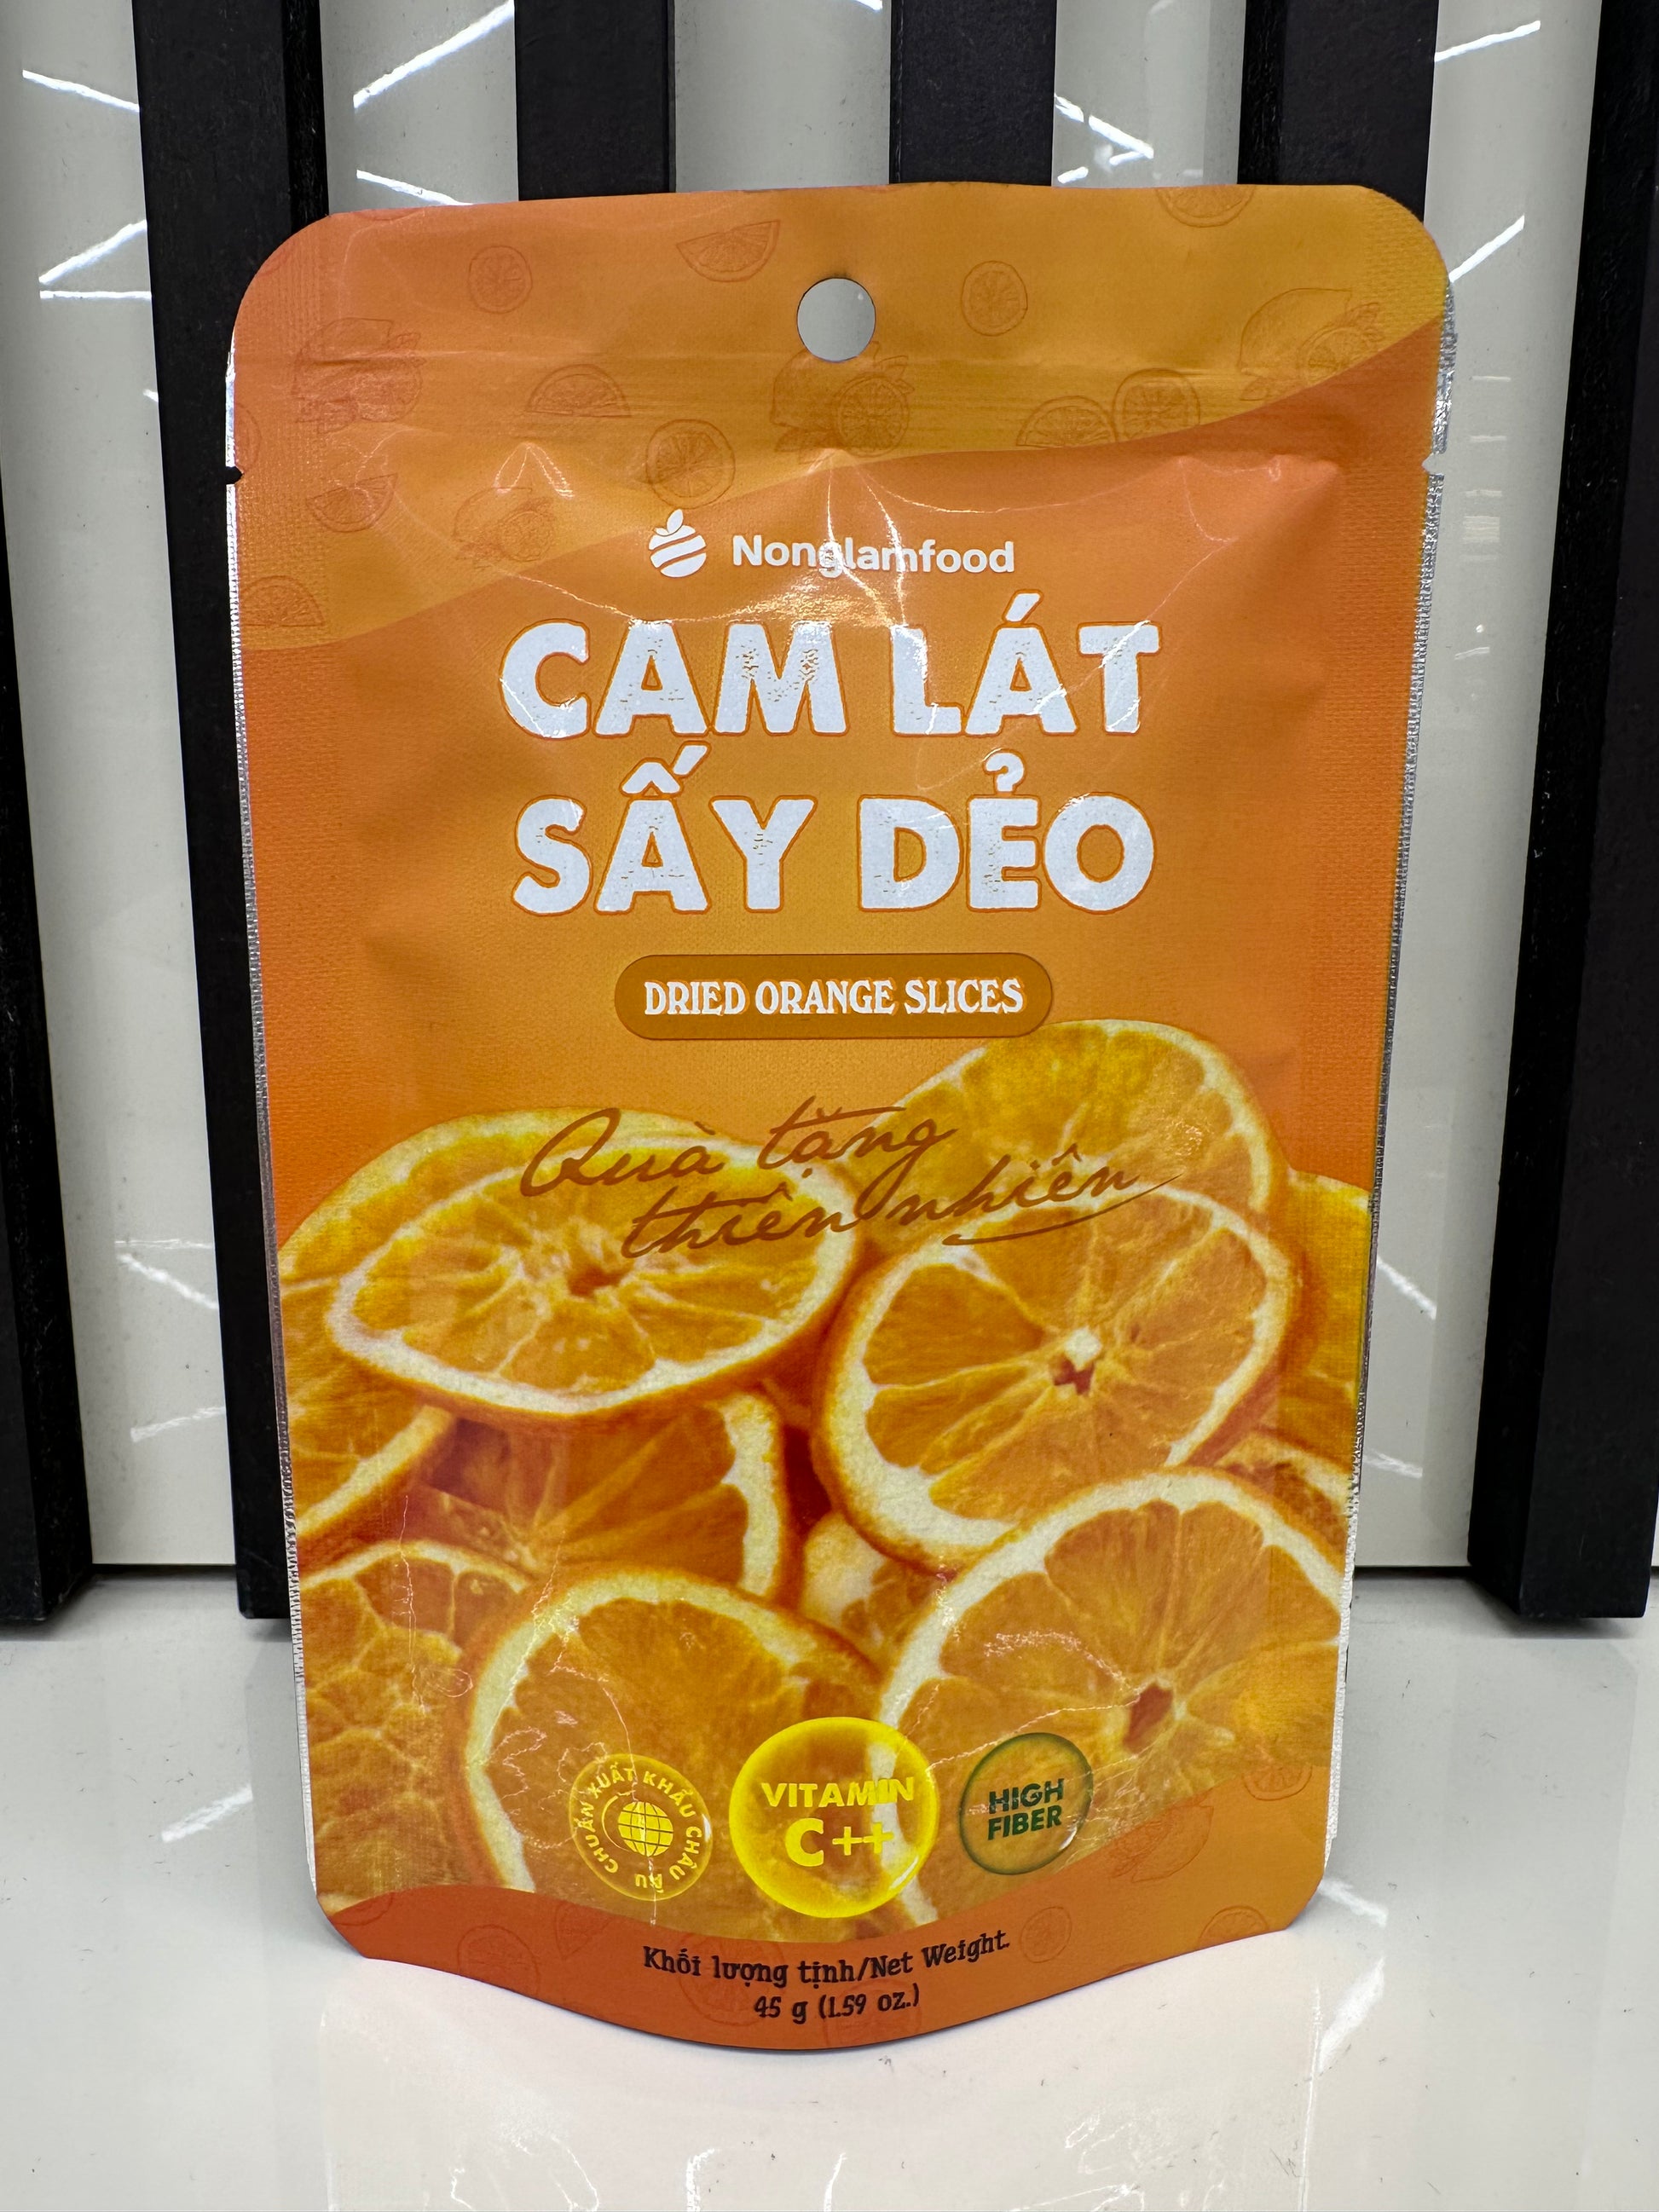 Nonglamfood
CAM LÁT
SẤY DẺO
DRIED ORANGE SLICES
Quà tặng
thiên nhiên
CHUẨN XUẤT KHẨU CHÂU ÂU
VITAMIN
C++
HIGH
FIBER
Khối lượng tịnh/Net Weight.
45 g (1.59 oz.)